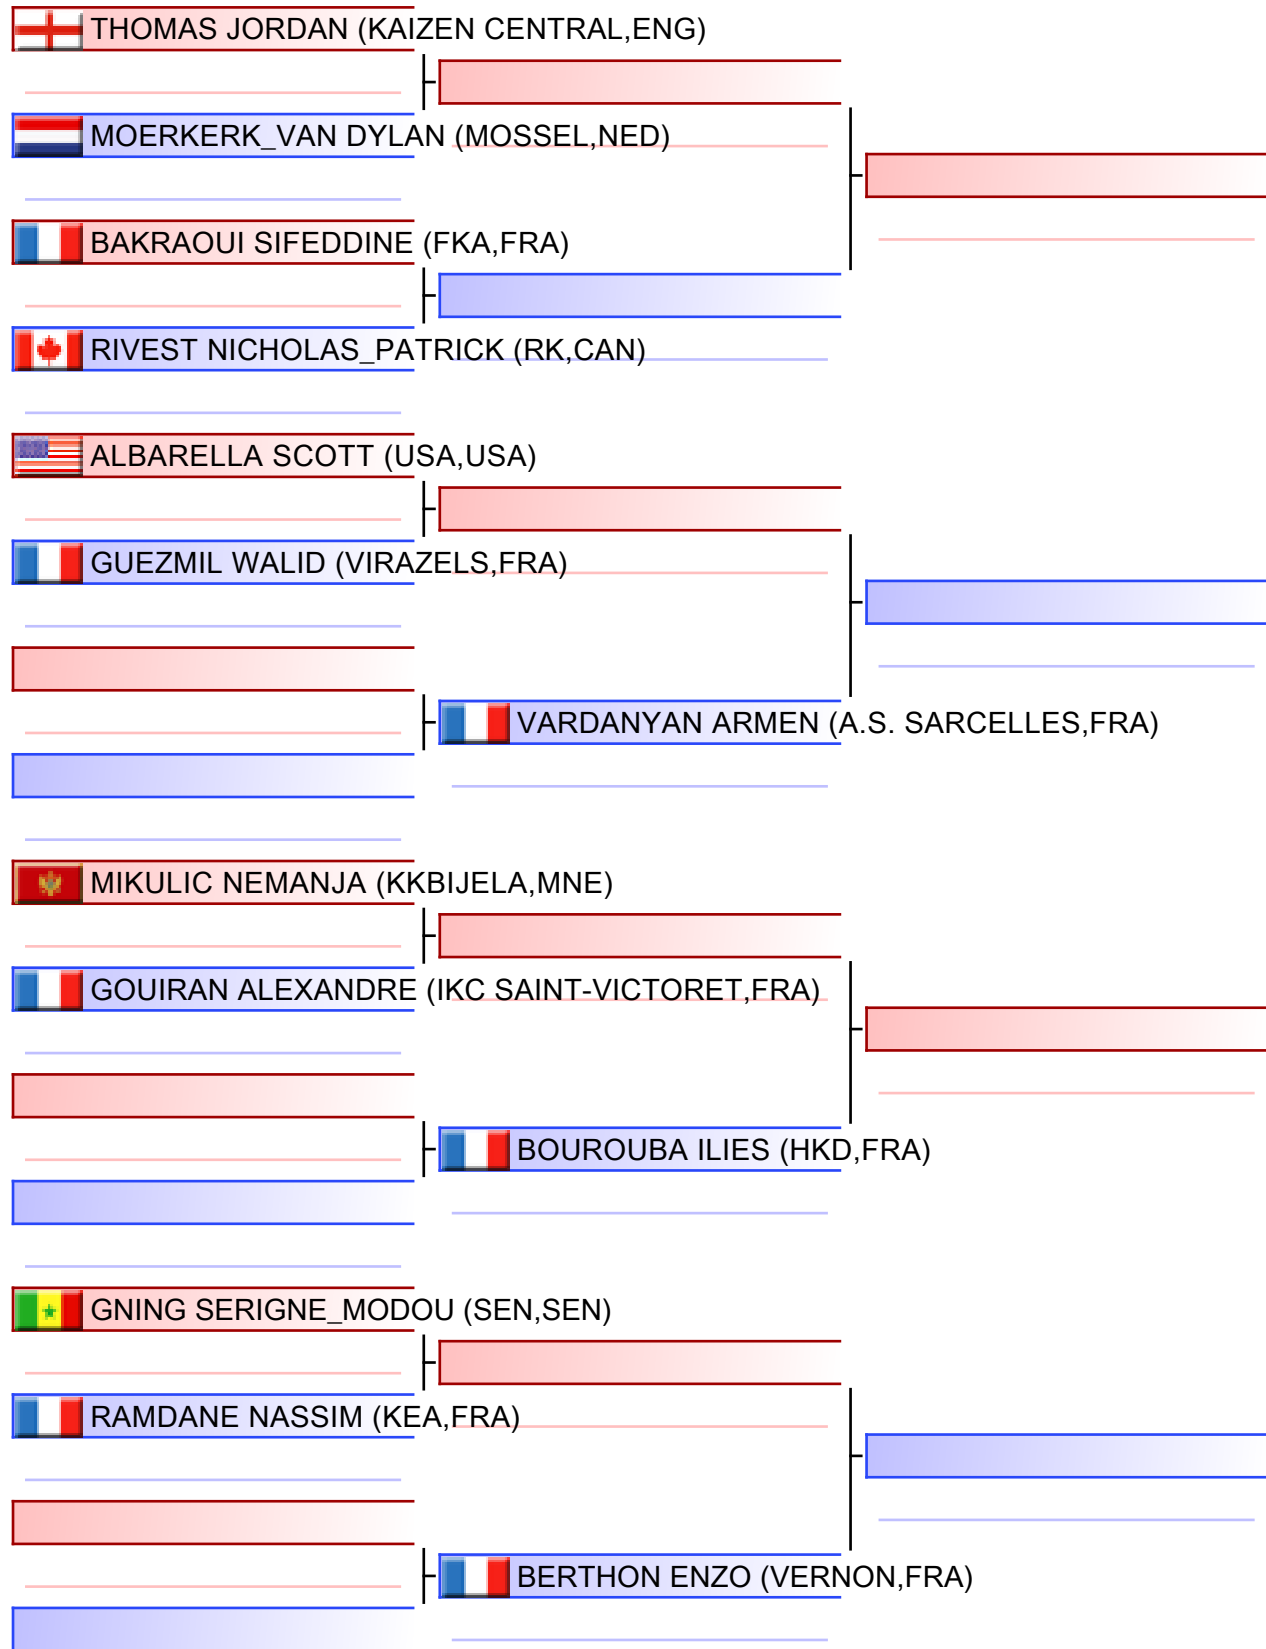 THOMAS JORDAN (KAIZEN CENTRAL,ENG)
MOERKERK_VAN DYLAN (MOSSEL,NED)
BAKRAOUI SIFEDDINE (FKA,FRA)
RIVEST NICHOLAS_PATRICK (RK,CAN)
ALBARELLA SCOTT (USA,USA)
GUEZMIL WALID (VIRAZELS,FRA)
VARDANYAN ARMEN (A.S. SARCELLES,FRA)
MIKULIC NEMANJA (KKBIJELA,MNE)
GOUIRAN ALEXANDRE (IKC SAINT-VICTORET,FRA)
BOUROUBA ILIES (HKD,FRA)
GNING SERIGNE_MODOU (SEN,SEN)
RAMDANE NASSIM (KEA,FRA)
BERTHON ENZO (VERNON,FRA)